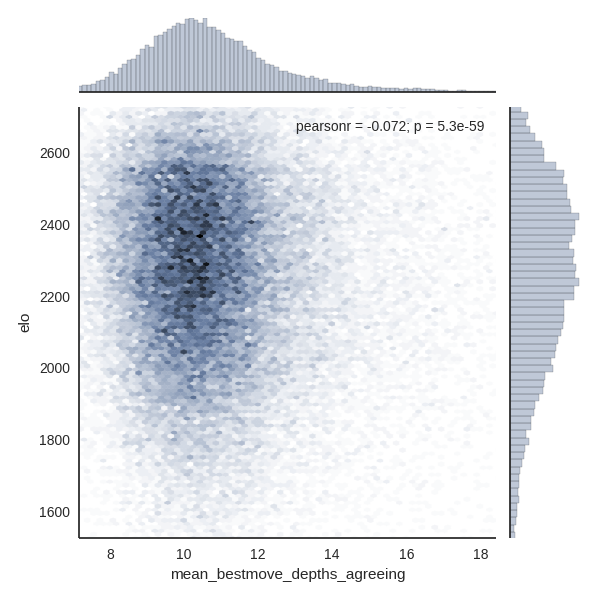 pearsonr = -0.072; p = 5.3e-59
2600
2400
2200
2000
1800
1600
elo
8 10 12 14 16 18
mean_bestmove_depths_agreeing